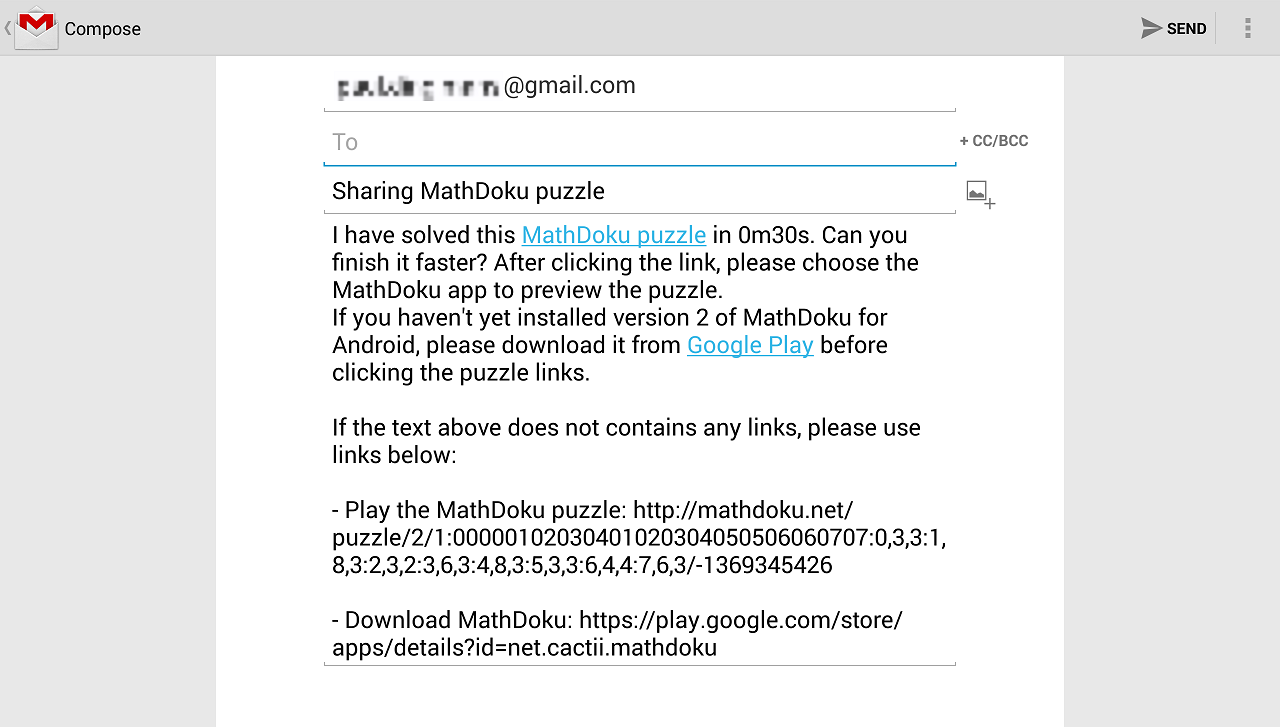 Compose
SEND
@gmail.com
To
+ CC/BCC
Sharing MathDoku puzzle
I have solved this MathDoku puzzle in 0m30s. Can you
finish it faster? After clicking the link, please choose the
MathDoku app to preview the puzzle.
If you haven't yet installed version 2 of MathDoku for
Android, please download it from Google Play before
clicking the puzzle links.
If the text above does not contains any links, please use
links below:
- Play the MathDoku puzzle: http://mathdoku.net/
puzzle/2/1:00000102030401020304050506060707:0,3,3:1,
8,3:2,3,2:3,6,3:4,8,3:5,3,3:6,4,4:7,6,3/-1369345426
- Download MathDoku: https://play.google.com/store/
apps/details?id=net.cactii.mathdoku